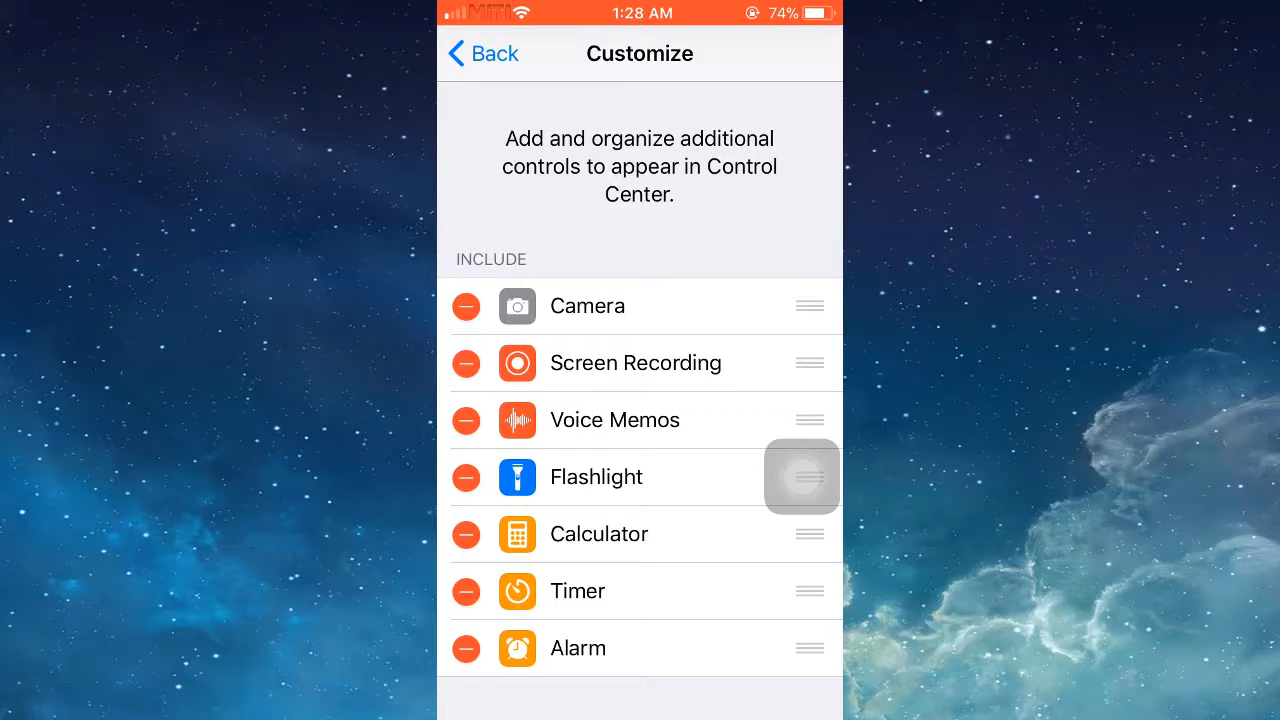 1:28 AM 74%
Back Customize
Add and organize additional
controls to appear in Control
Center.
INCLUDE
Camera
Screen Recording
Voice Memos
Flashlight
Calculator
Timer
Alarm